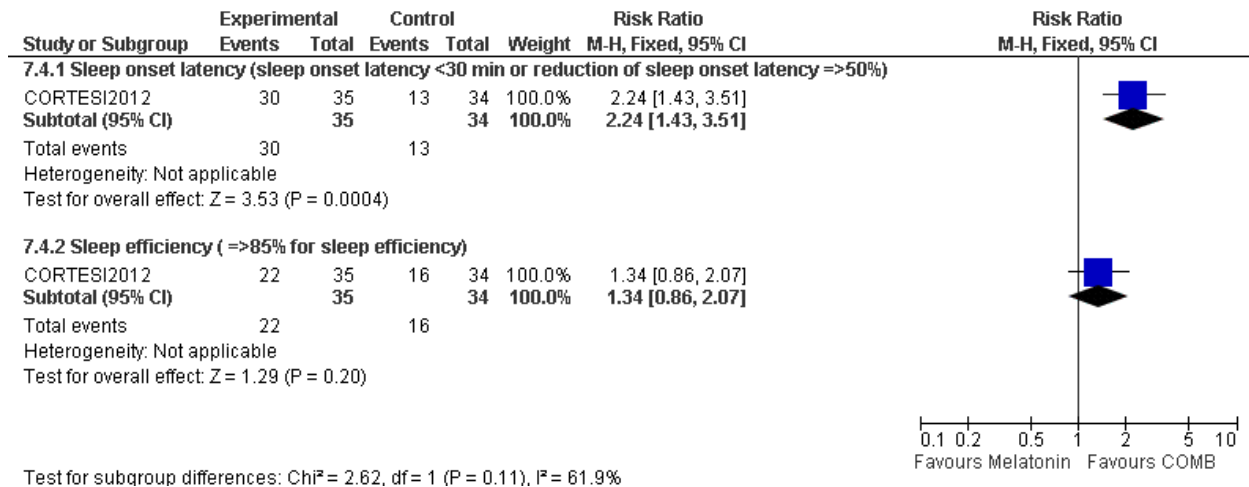 Experimental Control Risk Ratio Risk Ratio
Study or Subgroup Events Total Events Total Weight M-H, Fixed, 95% CI M-H, Fixed, 95% CI
7.4.1 Sleep onset latency (sleep onset latency <30 min or reduction of sleep onset latency =>50%)
CORTESI2012 30 35 13 34 100.0% 2.24 [1.43, 3.51]
Subtotal (95% CI) 35 34 100.0% 2.24 [1.43, 3.51]
Total events 30 13
Heterogeneity: Not applicable
Test for overall effect: Z = 3.53 (P = 0.0004)
7.4.2 Sleep efficiency ( =>85% for sleep efficiency)
CORTESI2012 22 35 16 34 100.0% 1.34 [0.86, 2.07]
Subtotal (95% CI) 35 34 100.0% 1.34 [0.86, 2.07]
Total events 22 16
Heterogeneity: Not applicable
Test for overall effect: Z = 1.29 (P = 0.20)
0.1 0.2 0.5 1 2 5 10
Favours Melatonin Favours COMB
Test for subgroup differences: Chi² = 2.62, df = 1 (P = 0.11), I² = 61.9%